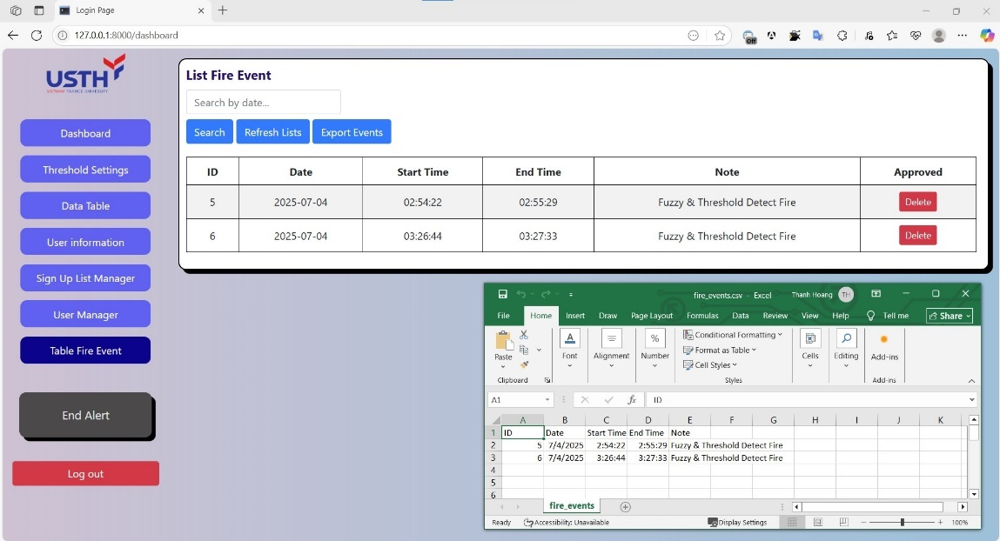 Login Page
127.0.0.1:8000/dashboard
Off
USTH
VIETNAM FRANCE UNIVERSITY
Dashboard
Threshold Settings
Data Table
User information
Sign Up List Manager
User Manager
Table Fire Event
End Alert
Log out
List Fire Event
Search by date...
Search Refresh Lists Export Events
ID Date Start Time End Time Note Approved
5 2025-07-04 02:54:22 02:55:29 Fuzzy & Threshold Detect Fire Delete
6 2025-07-04 03:26:44 03:27:33 Fuzzy & Threshold Detect Fire Delete
fire_events.csv - Excel Thanh Hoang TH
File Home Insert Draw Page Layout Formulas Data Review View Help Tell me Share
Paste Font Alignment Number Conditional Formatting Cells Editing Add-ins
Format as Table
Cell Styles
Clipboard Styles Add-ins
A1 fx ID
A B C D E F G H I J K
1 ID Date Start Time End Time Note
2 5 7/4/2025 2:54:22 2:55:29 Fuzzy & Threshold Detect Fire
3 6 7/4/2025 3:26:44 3:27:33 Fuzzy & Threshold Detect Fire
4
5
6
fire_events
Ready Accessibility: Unavailable Display Settings 100%